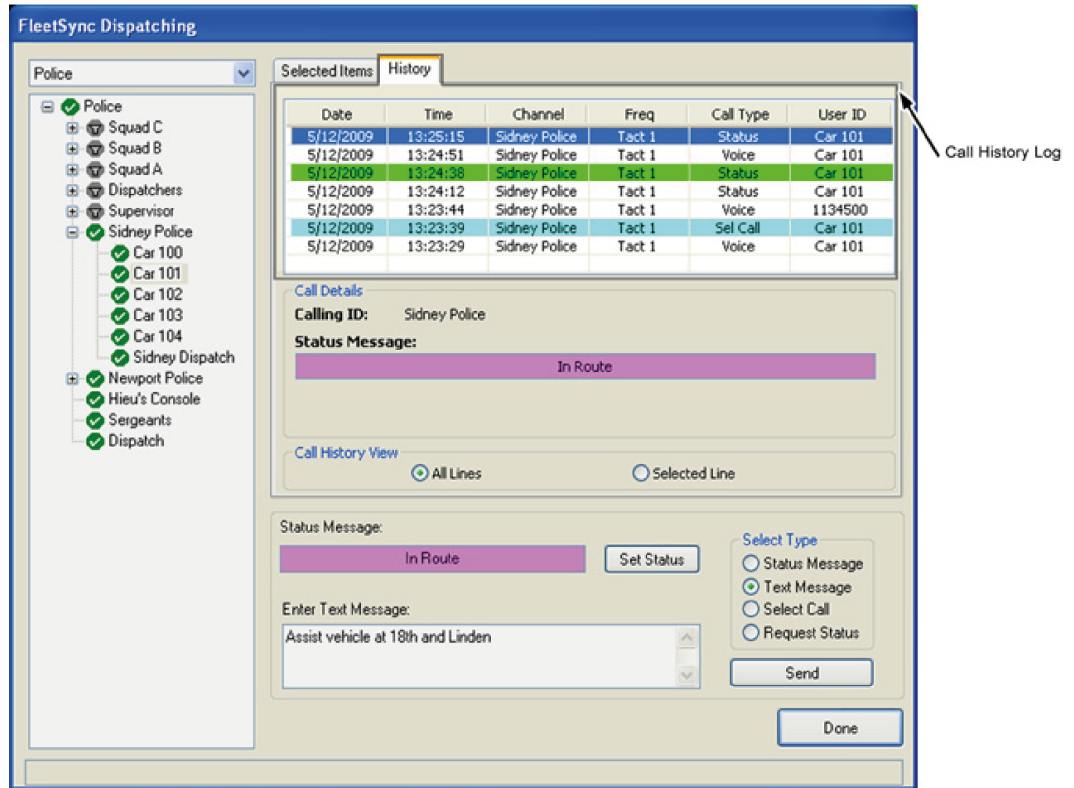 FleetSync Dispatching
Police
Police
Squad C
Squad B
Squad A
Dispatchers
Supervisor
Sidney Police
Car 100
Car 101
Car 102
Car 103
Car 104
Sidney Dispatch
Newport Police
Hieu's Console
Sergeants
Dispatch
Selected Items History
Date Time Channel Freq Call Type User ID
5/12/2009 13:25:15 Sidney Police Tact 1 Status Car 101
5/12/2009 13:24:51 Sidney Police Tact 1 Voice Car 101
5/12/2009 13:24:38 Sidney Police Tact 1 Status Car 101
5/12/2009 13:24:12 Sidney Police Tact 1 Status Car 101
5/12/2009 13:23:44 Sidney Police Tact 1 Voice 1134500
5/12/2009 13:23:39 Sidney Police Tact 1 Sel Call Car 101
5/12/2009 13:23:29 Sidney Police Tact 1 Voice Car 101
Call History Log
Call Details
Calling ID: Sidney Police
Status Message:
In Route
Call History View
All Lines Selected Line
Status Message:
In Route Set Status
Enter Text Message:
Assist vehicle at 18th and Linden
Select Type
Status Message
Text Message
Select Call
Request Status
Send
Done